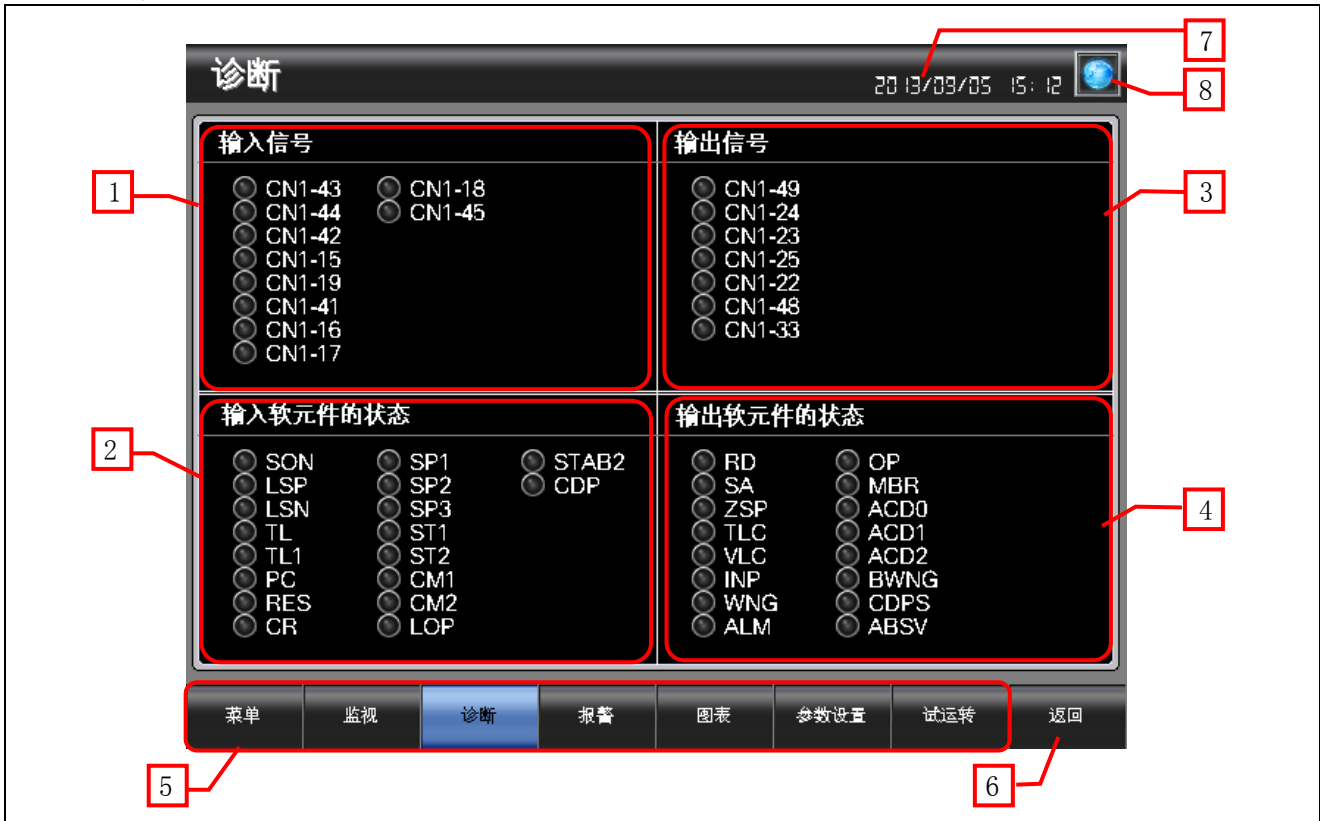 7
诊断
2013/09/05 15:12
8
输入信号
输出信号
1
CN1-43 CN1-18
CN1-44 CN1-45
CN1-42
CN1-15
CN1-19
CN1-41
CN1-16
CN1-17
CN1-49
CN1-24
CN1-23
CN1-25
CN1-22
CN1-48
CN1-33
3
输入软元件的状态
输出软元件的状态
2
SON SP1 STAB2
LSP SP2 CDP
LSN SP3
TL ST1
TL1 ST2
PC CM1
RES CM2
CR LOP
RD OP
SA MBR
ZSP ACD0
TLC ACD1
VLC ACD2
INP BWNG
WNG CDPS
ALM ABSV
4
菜单 监视 诊断 报警 图表 参数设置 试运转 返回
5
6